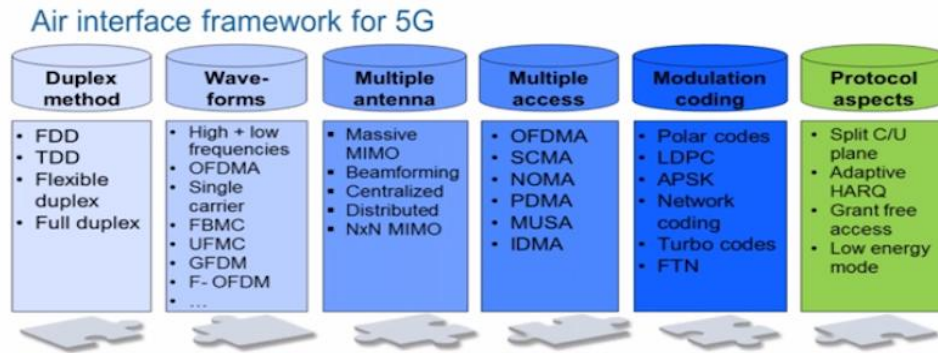 Air interface framework for 5G
Duplex
method
• FDD
• TDD
• Flexible
duplex
• Full duplex
Wave-
forms
• High + low
frequencies
• OFDMA
• Single
carrier
• FBMC
• UFMC
• GFDM
• F- OFDM
• ...
Multiple
antenna
▪ Massive
MIMO
▪ Beamforming
▪ Centralized
▪ Distributed
▪ NxN MIMO
Multiple
access
• OFDMA
• SCMA
• NOMA
• PDMA
• MUSA
• IDMA
Modulation
coding
• Polar codes
• LDPC
• APSK
• Network
coding
• Turbo codes
• FTN
Protocol
aspects
• Split C/U
plane
• Adaptive
HARQ
• Grant free
access
• Low energy
mode